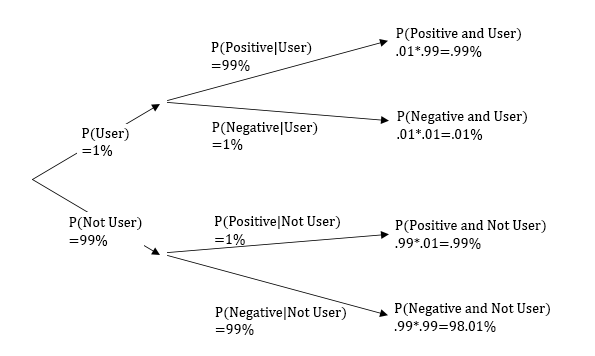 P(Positive and User)
.01*.99=.99%
P(Positive|User)
=99%
P(Negative and User)
.01*.01=.01%
P(Negative|User)
=1%
P(User)
=1%
P(Not User)
=99%
P(Positive|Not User)
=1%
P(Positive and Not User)
.99*.01=.99%
P(Negative|Not User)
=99%
P(Negative and Not User)
.99*.99=98.01%